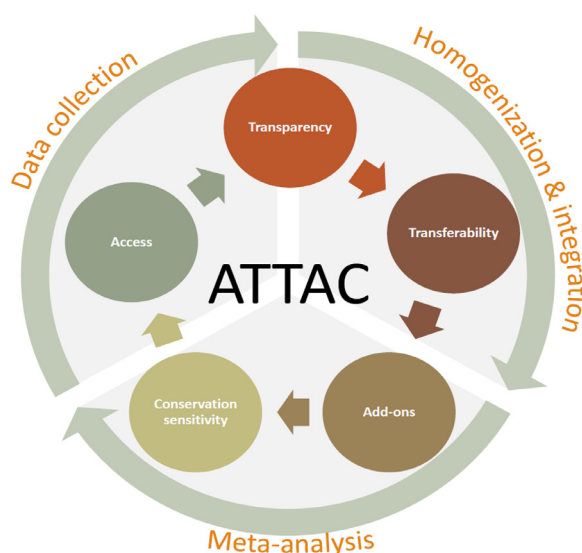 Data collection
Homogenization & integration
Transparency
Access
Transferability
ATTAC
Conservation
sensitivity
Add-ons
Meta-analysis